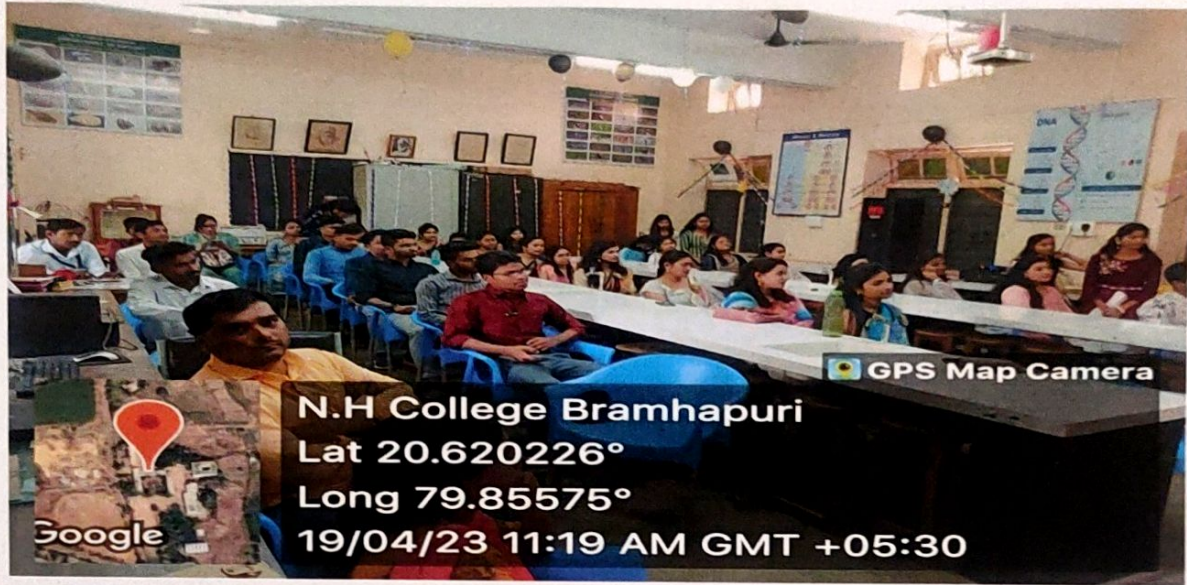 DNA
GPS Map Camera
N.H College Bramhapuri
Lat 20.620226°
Long 79.85575°
19/04/23 11:19 AM GMT +05:30
Google